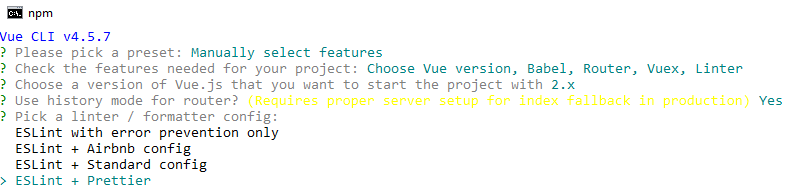 npm
Vue CLI v4.5.7
? Please pick a preset: Manually select features
? Check the features needed for your project: Choose Vue version, Babel, Router, Vuex, Linter
? Choose a version of Vue.js that you want to start the project with 2.x
? Use history mode for router? (Requires proper server setup for index fallback in production) Yes
? Pick a linter / formatter config:
ESLint with error prevention only
ESLint + Airbnb config
ESLint + Standard config
> ESLint + Prettier